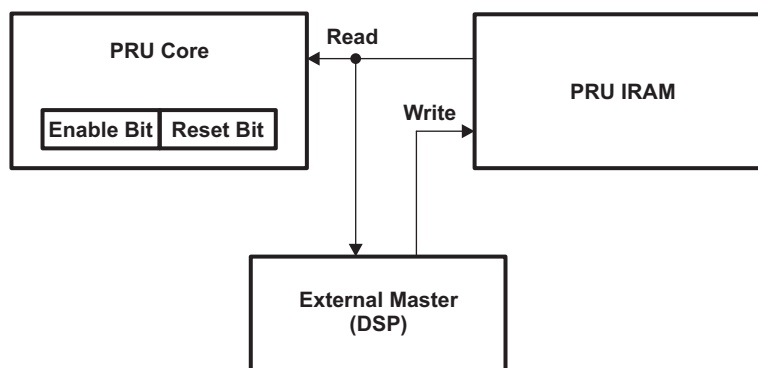 Read
PRU Core
PRU IRAM
Write
Enable Bit Reset Bit
External Master
(DSP)